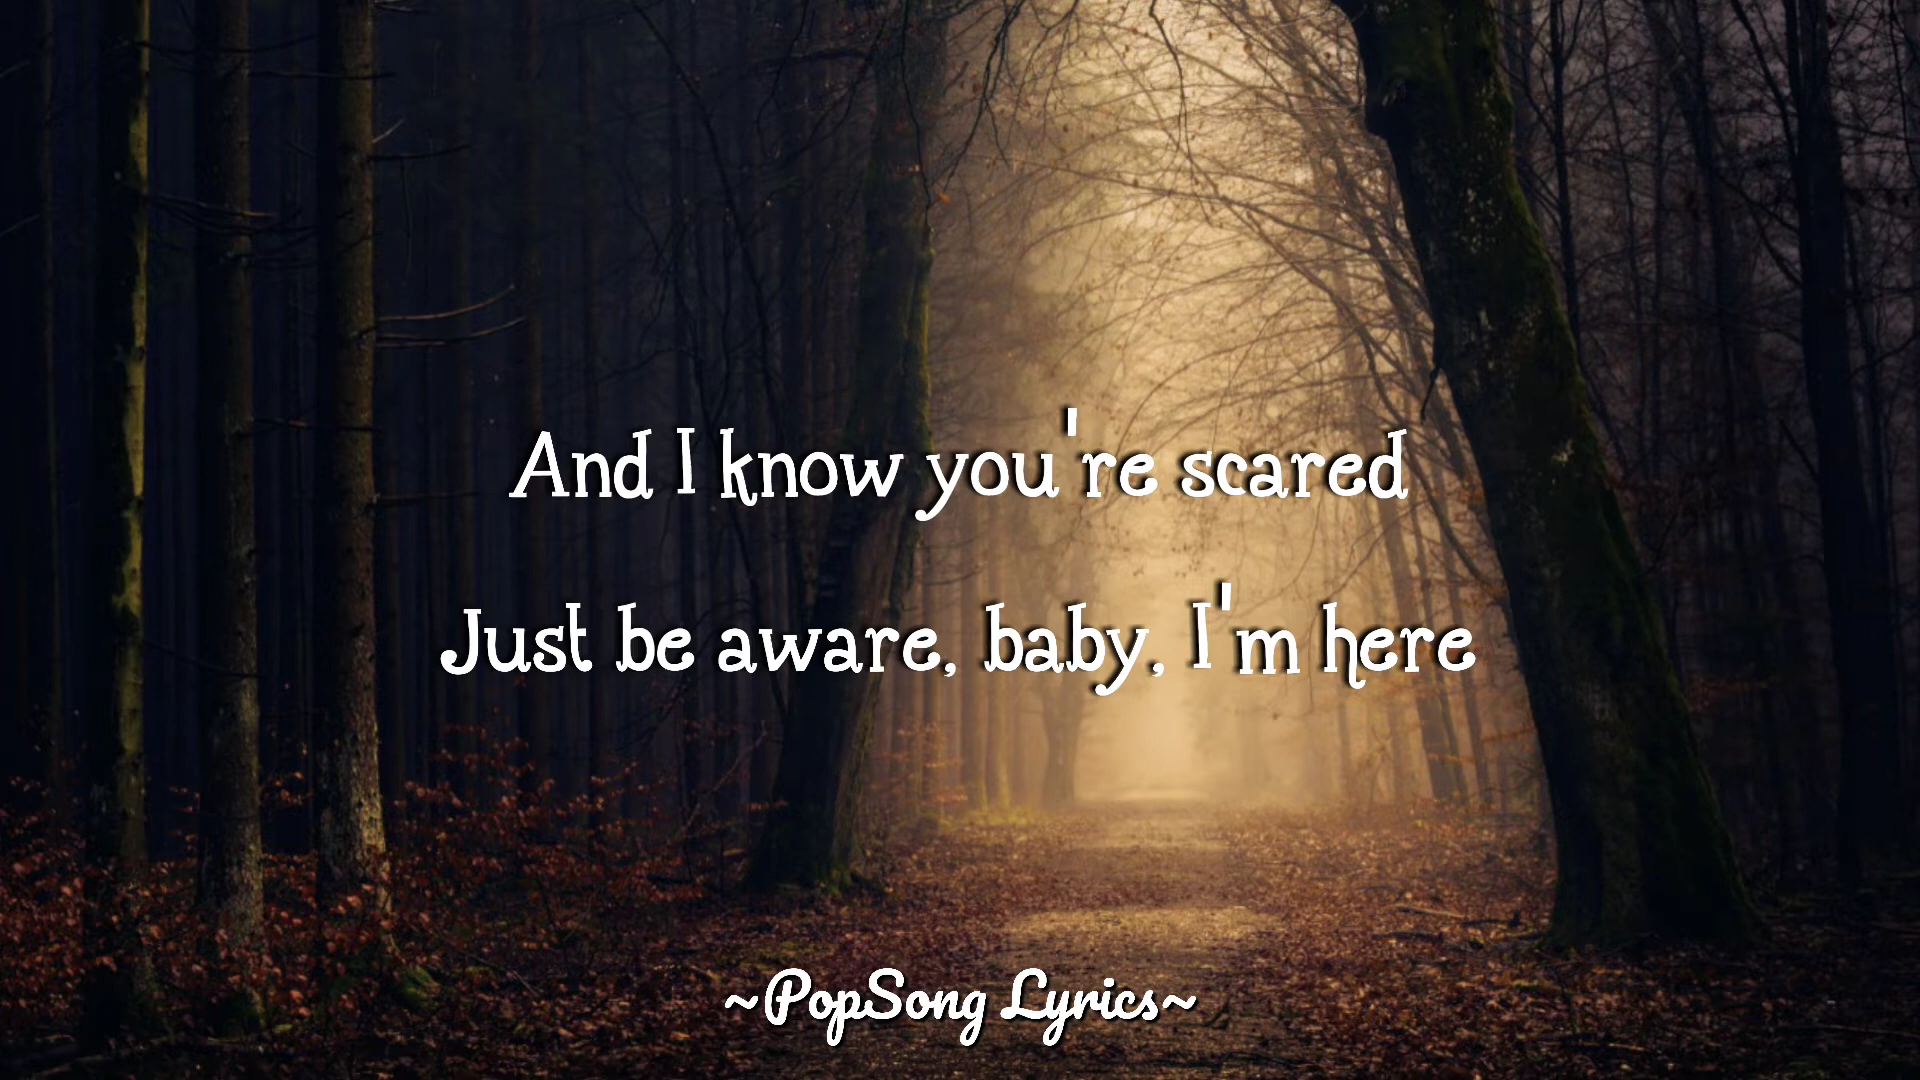 And I know you're scared
Just be aware, baby, I'm here
~PopSong Lyrics~